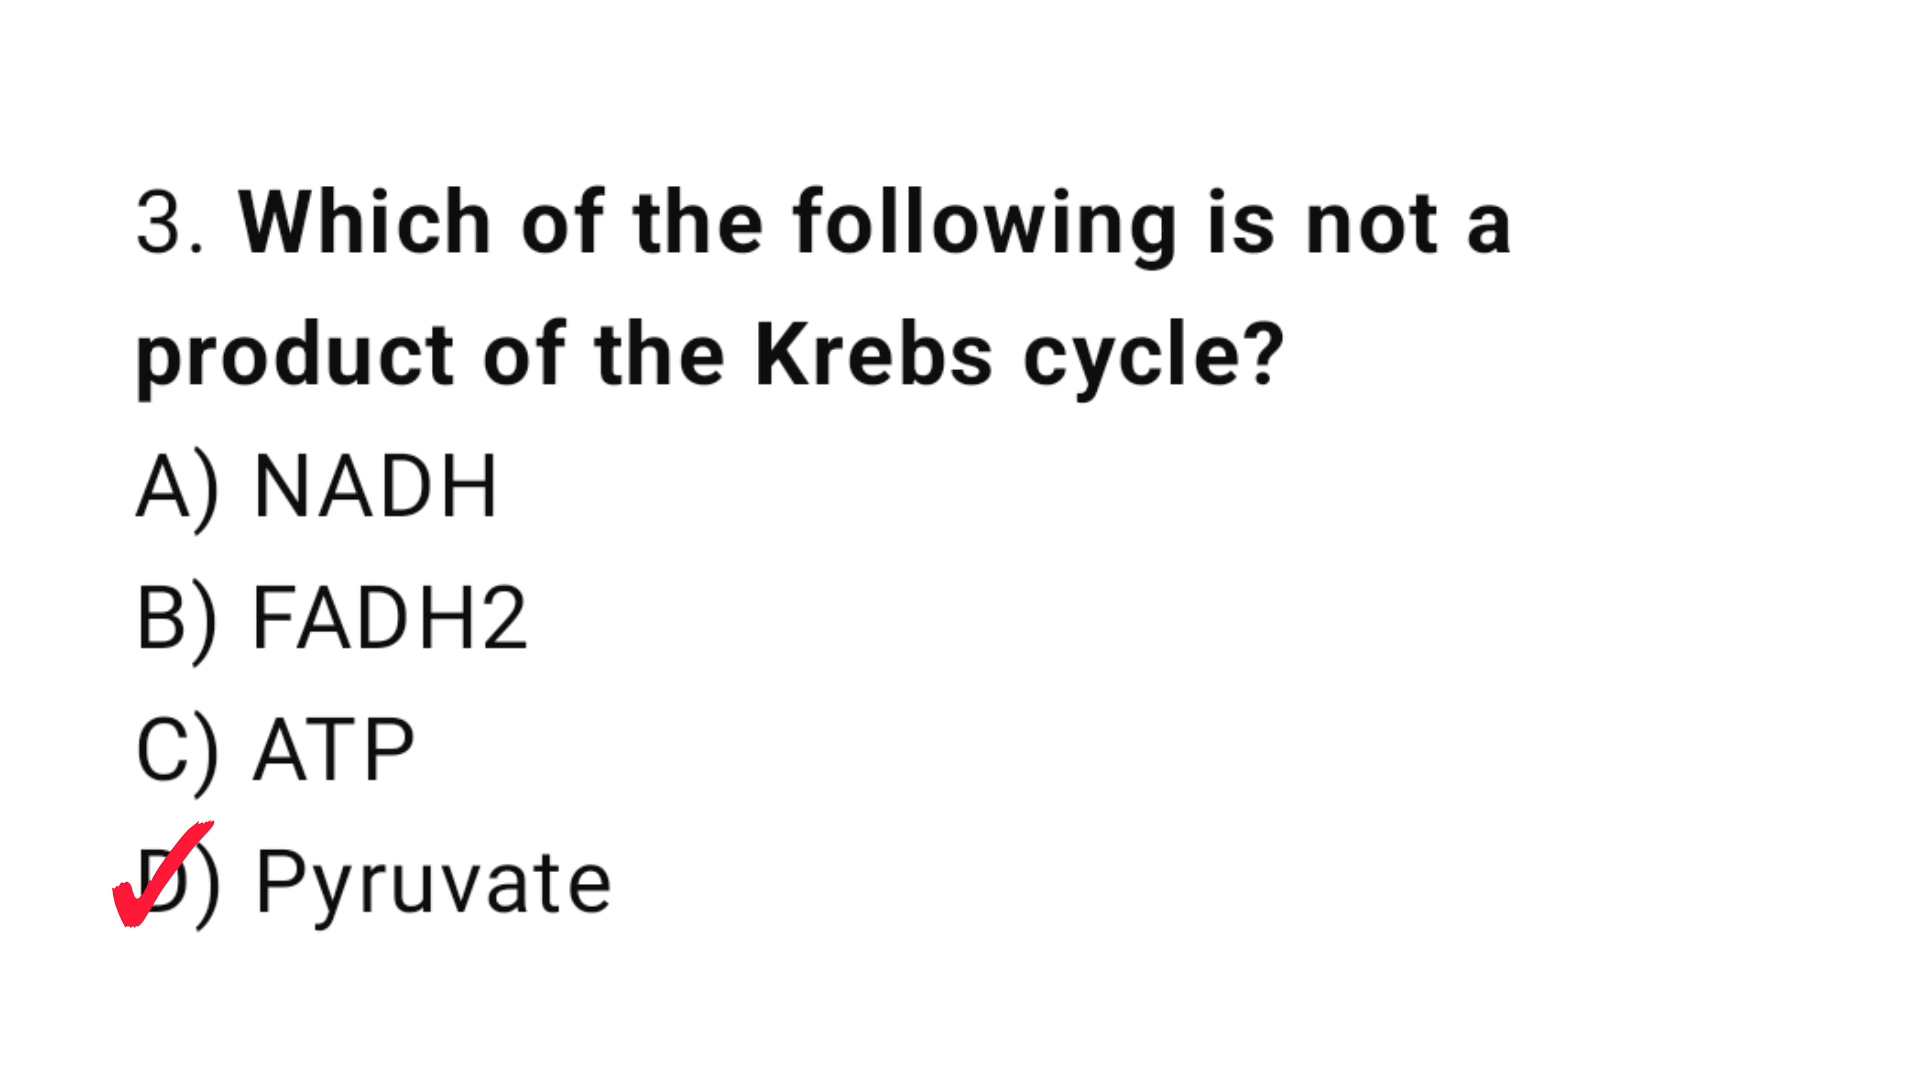 3. Which of the following is not a
product of the Krebs cycle?
A) NADH
B) FADH2
C) ATP
D) Pyruvate